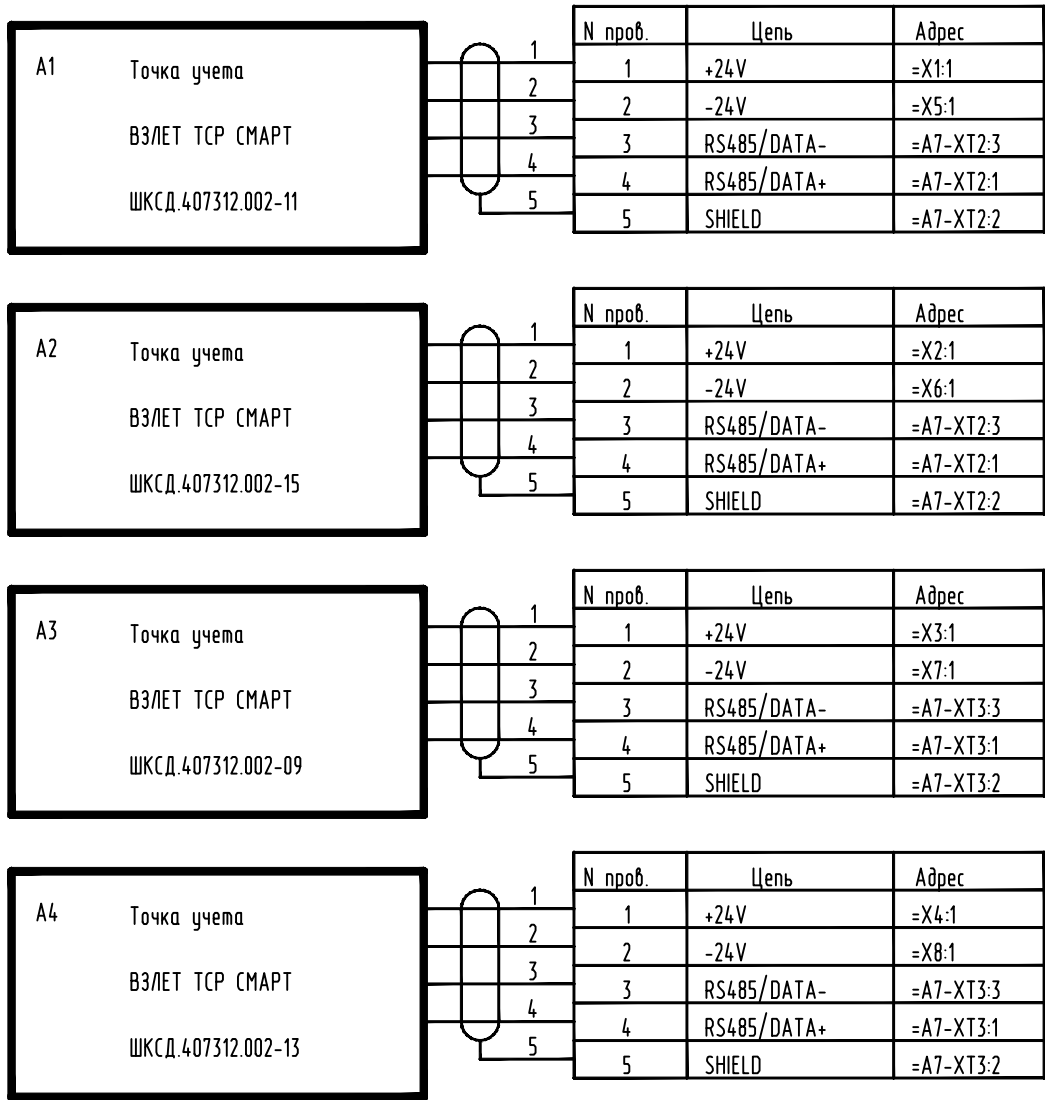 A1
Точка учета
ВЗЛЕТ ТСР СМАРТ
ШКСД.407312.002-11
1
2
3
4
5
N пров. Цепь Адрес
1 +24V =X1:1
2 -24V =X5:1
3 RS485/DATA- =A7-XT2:3
4 RS485/DATA+ =A7-XT2:1
5 SHIELD =A7-XT2:2
A2
Точка учета
ВЗЛЕТ ТСР СМАРТ
ШКСД.407312.002-15
1
2
3
4
5
N пров. Цепь Адрес
1 +24V =X2:1
2 -24V =X6:1
3 RS485/DATA- =A7-XT2:3
4 RS485/DATA+ =A7-XT2:1
5 SHIELD =A7-XT2:2
A3
Точка учета
ВЗЛЕТ ТСР СМАРТ
ШКСД.407312.002-09
1
2
3
4
5
N пров. Цепь Адрес
1 +24V =X3:1
2 -24V =X7:1
3 RS485/DATA- =A7-XT3:3
4 RS485/DATA+ =A7-XT3:1
5 SHIELD =A7-XT3:2
A4
Точка учета
ВЗЛЕТ ТСР СМАРТ
ШКСД.407312.002-13
1
2
3
4
5
N пров. Цепь Адрес
1 +24V =X4:1
2 -24V =X8:1
3 RS485/DATA- =A7-XT3:3
4 RS485/DATA+ =A7-XT3:1
5 SHIELD =A7-XT3:2